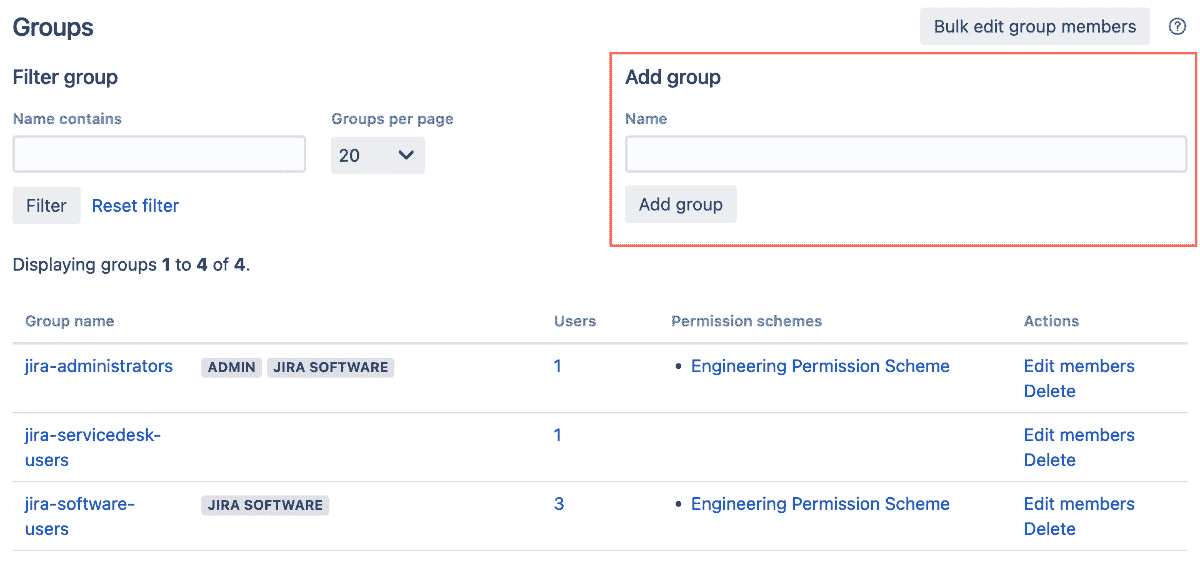 Groups
Bulk edit group members
?
Filter group
Add group
Name contains
Groups per page
Name
20
Filter
Reset filter
Add group
Displaying groups 1 to 4 of 4.
Group name
Users
Permission schemes
Actions
jira-administrators
ADMIN
JIRA SOFTWARE
1
• Engineering Permission Scheme
Edit members
Delete
jira-servicedesk-
users
1
Edit members
Delete
jira-software-
users
JIRA SOFTWARE
3
• Engineering Permission Scheme
Edit members
Delete